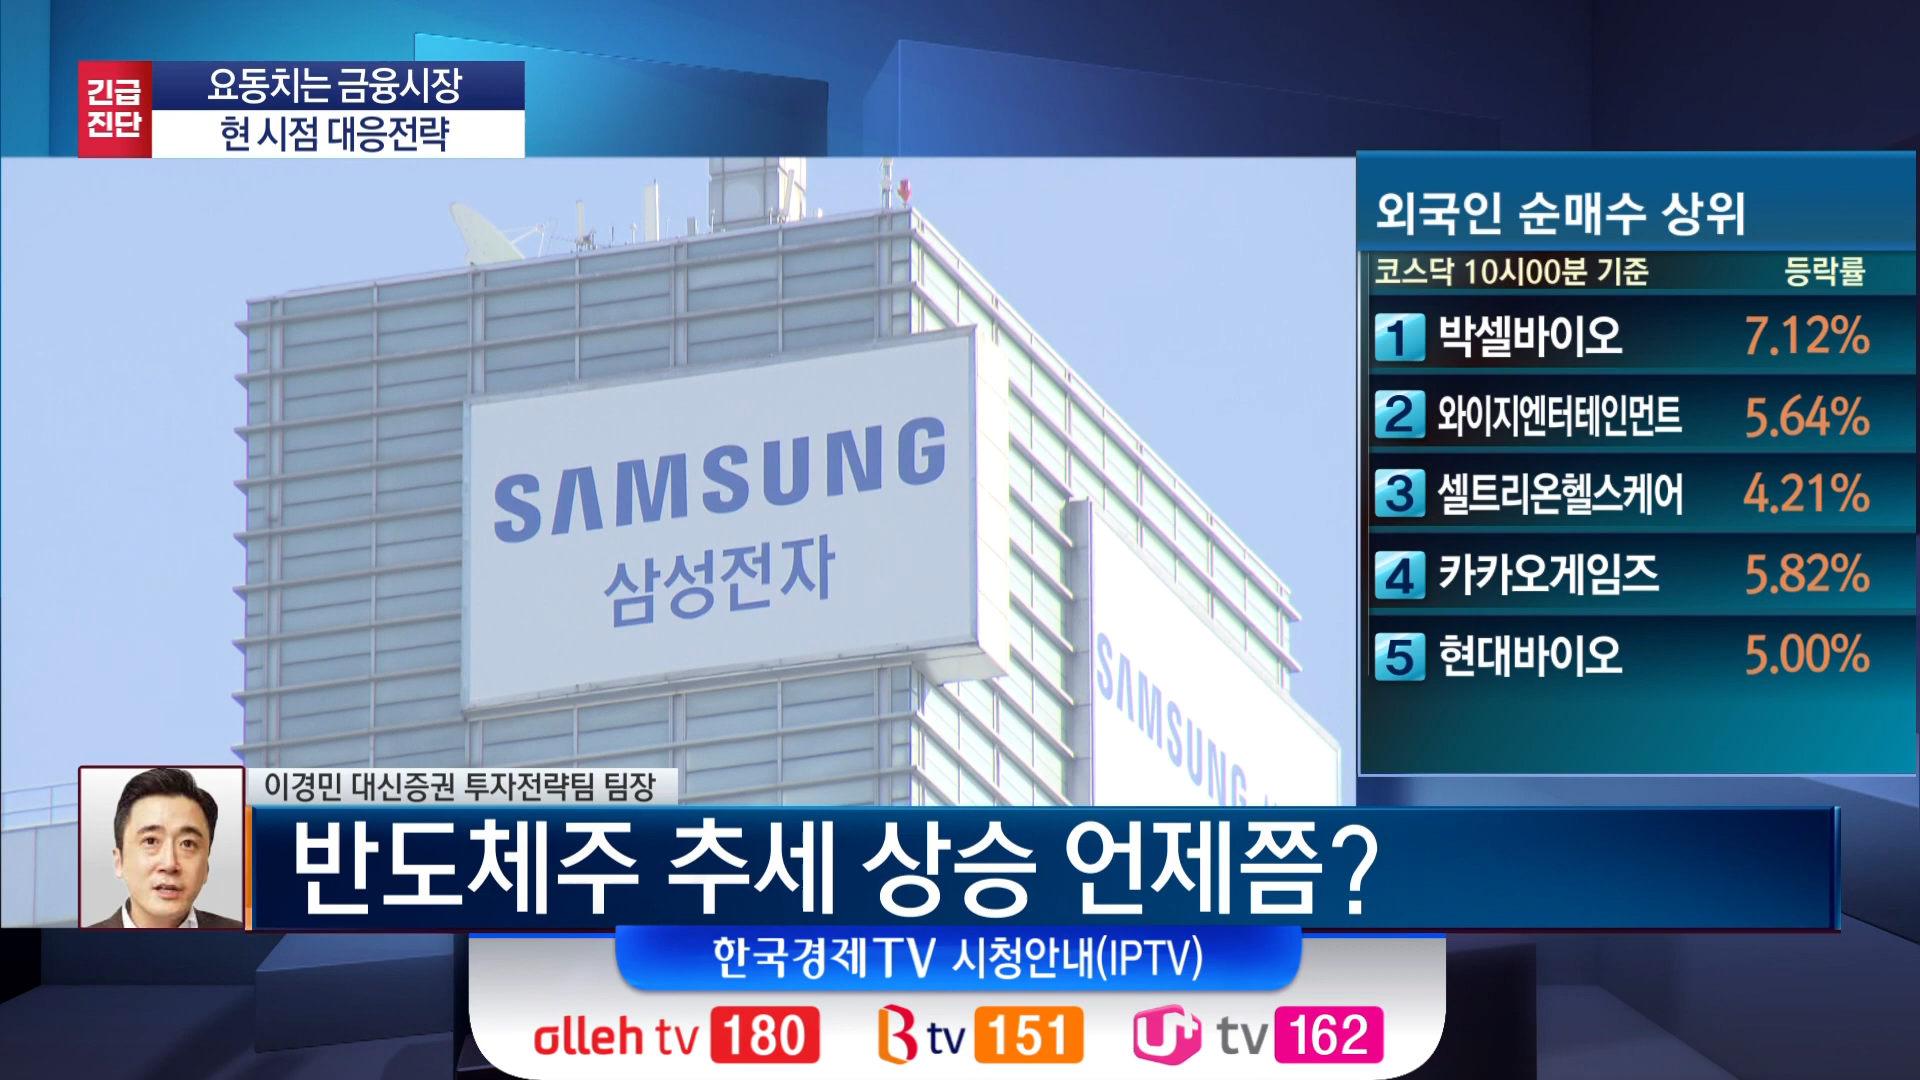 긴급
진단
요동치는 금융시장
현 시점 대응전략
SAMSUNG
삼성전자
SAMSUNG
외국인 순매수 상위
코스닥 10시00분 기준 등락률
1 박셀바이오 7.12%
2 와이지엔터테인먼트 5.64%
3 셀트리온헬스케어 4.21%
4 카카오게임즈 5.82%
5 현대바이오 5.00%
이경민 대신증권 투자전략팀 팀장
반도체주 추세 상승 언제쯤?
한국경제TV 시청안내(IPTV)
olleh tv 180 B tv 151 U+ tv 162